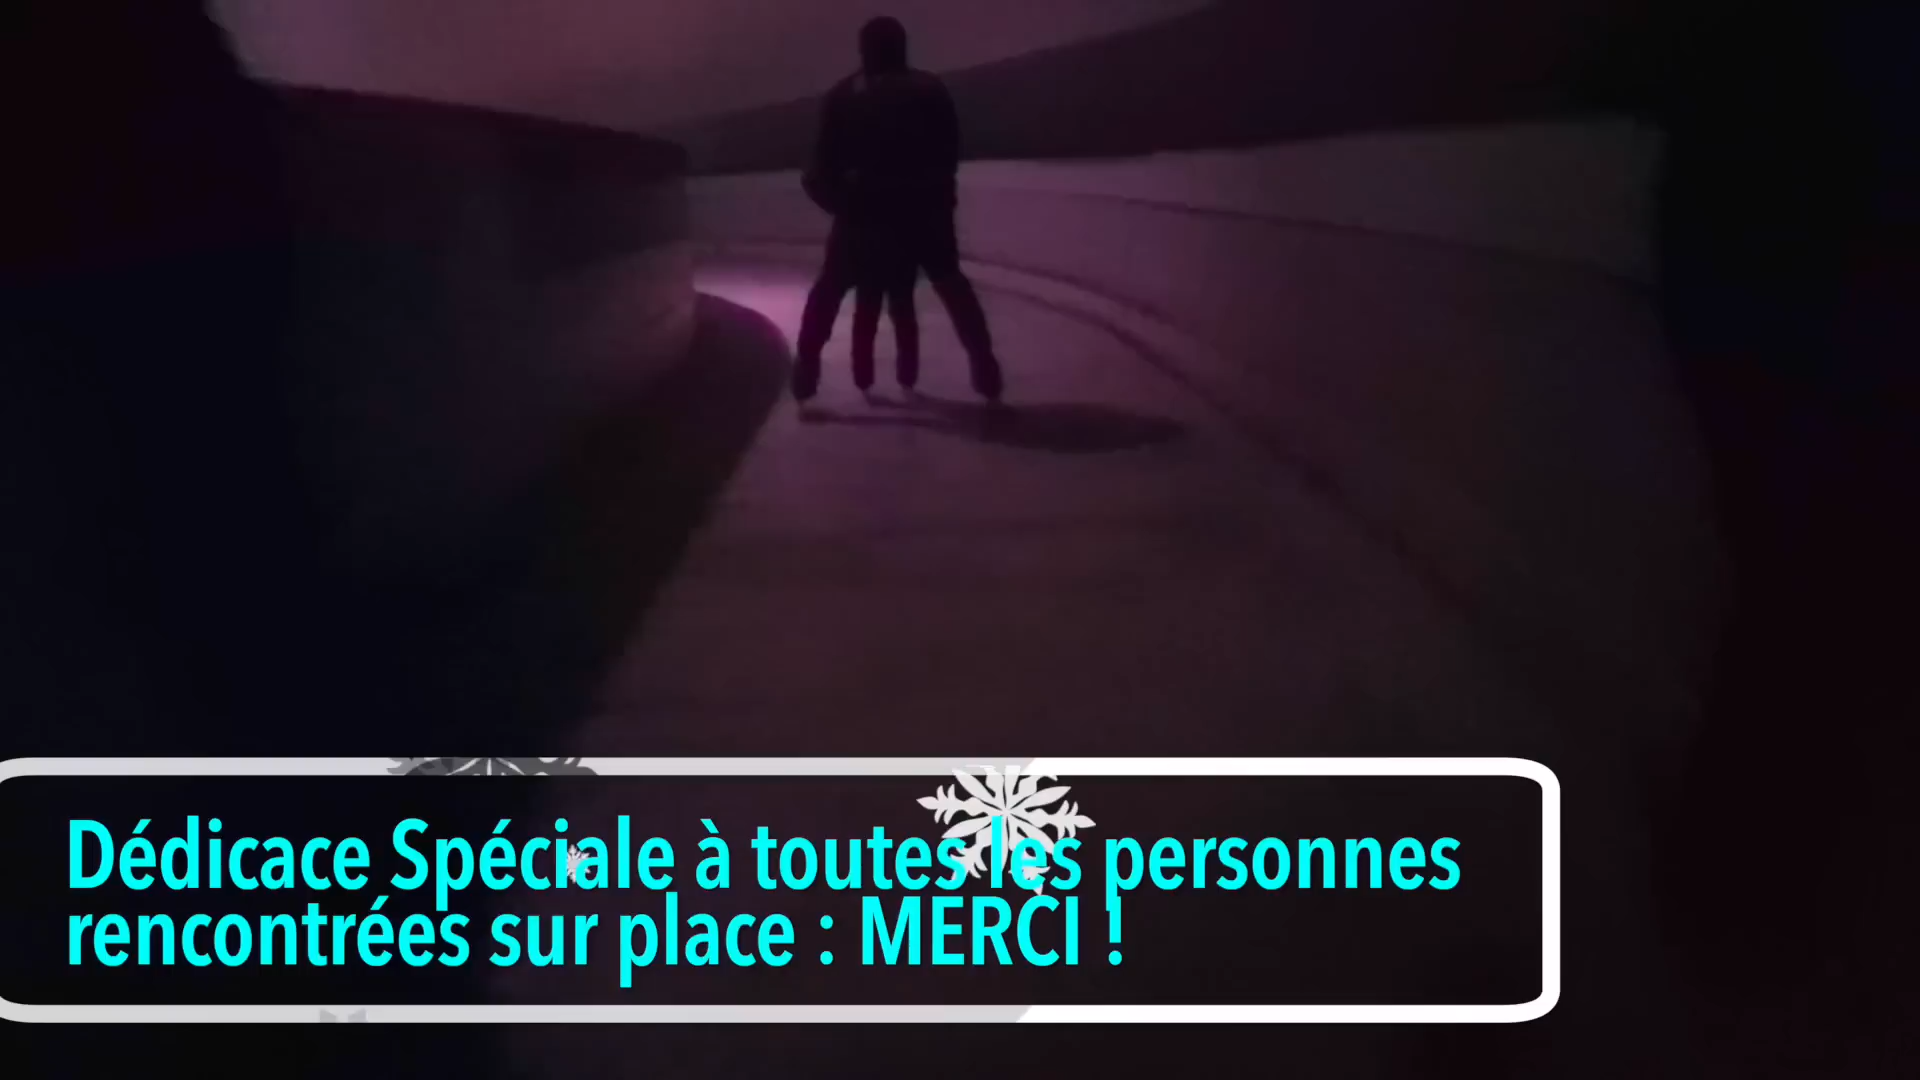 Dédicace Spéciale à toutes les personnes
rencontrées sur place : MERCI !